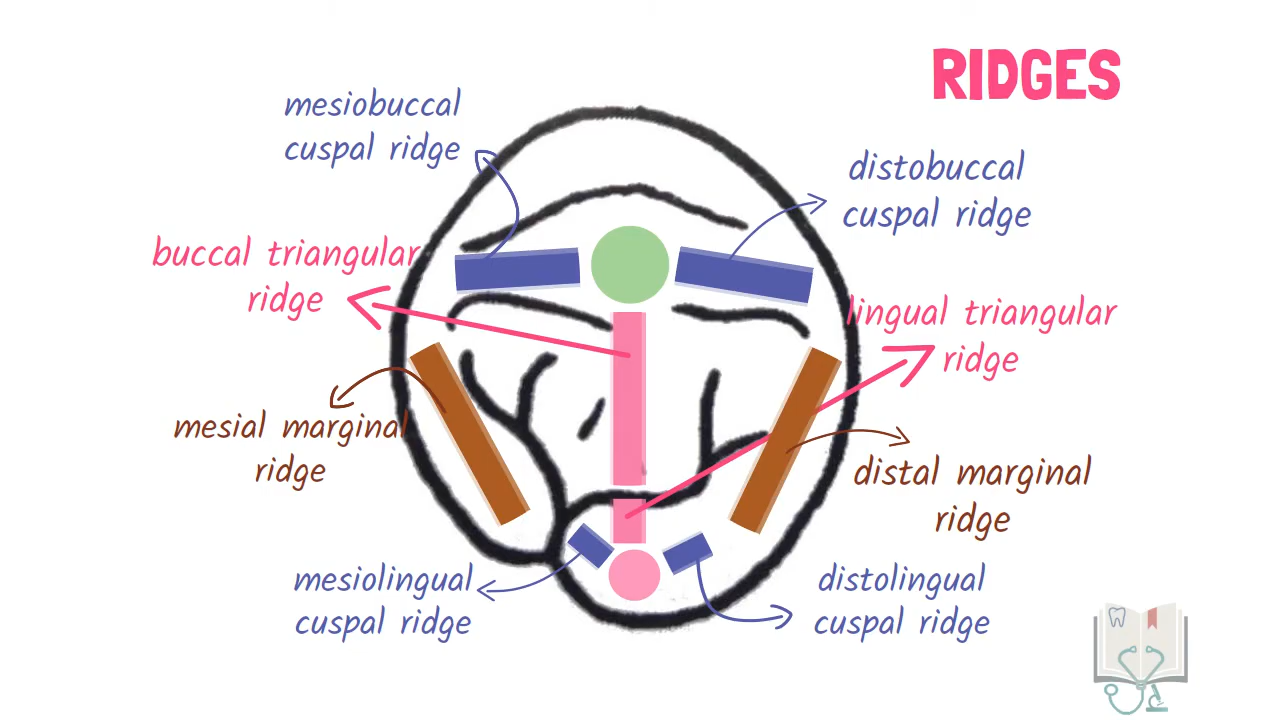 RIDGES
mesiobuccal
cuspal ridge
distobuccal
cuspal ridge
buccal triangular
ridge
lingual triangular
ridge
mesial marginal
ridge
distal marginal
ridge
mesiolingual
cuspal ridge
distolingual
cuspal ridge